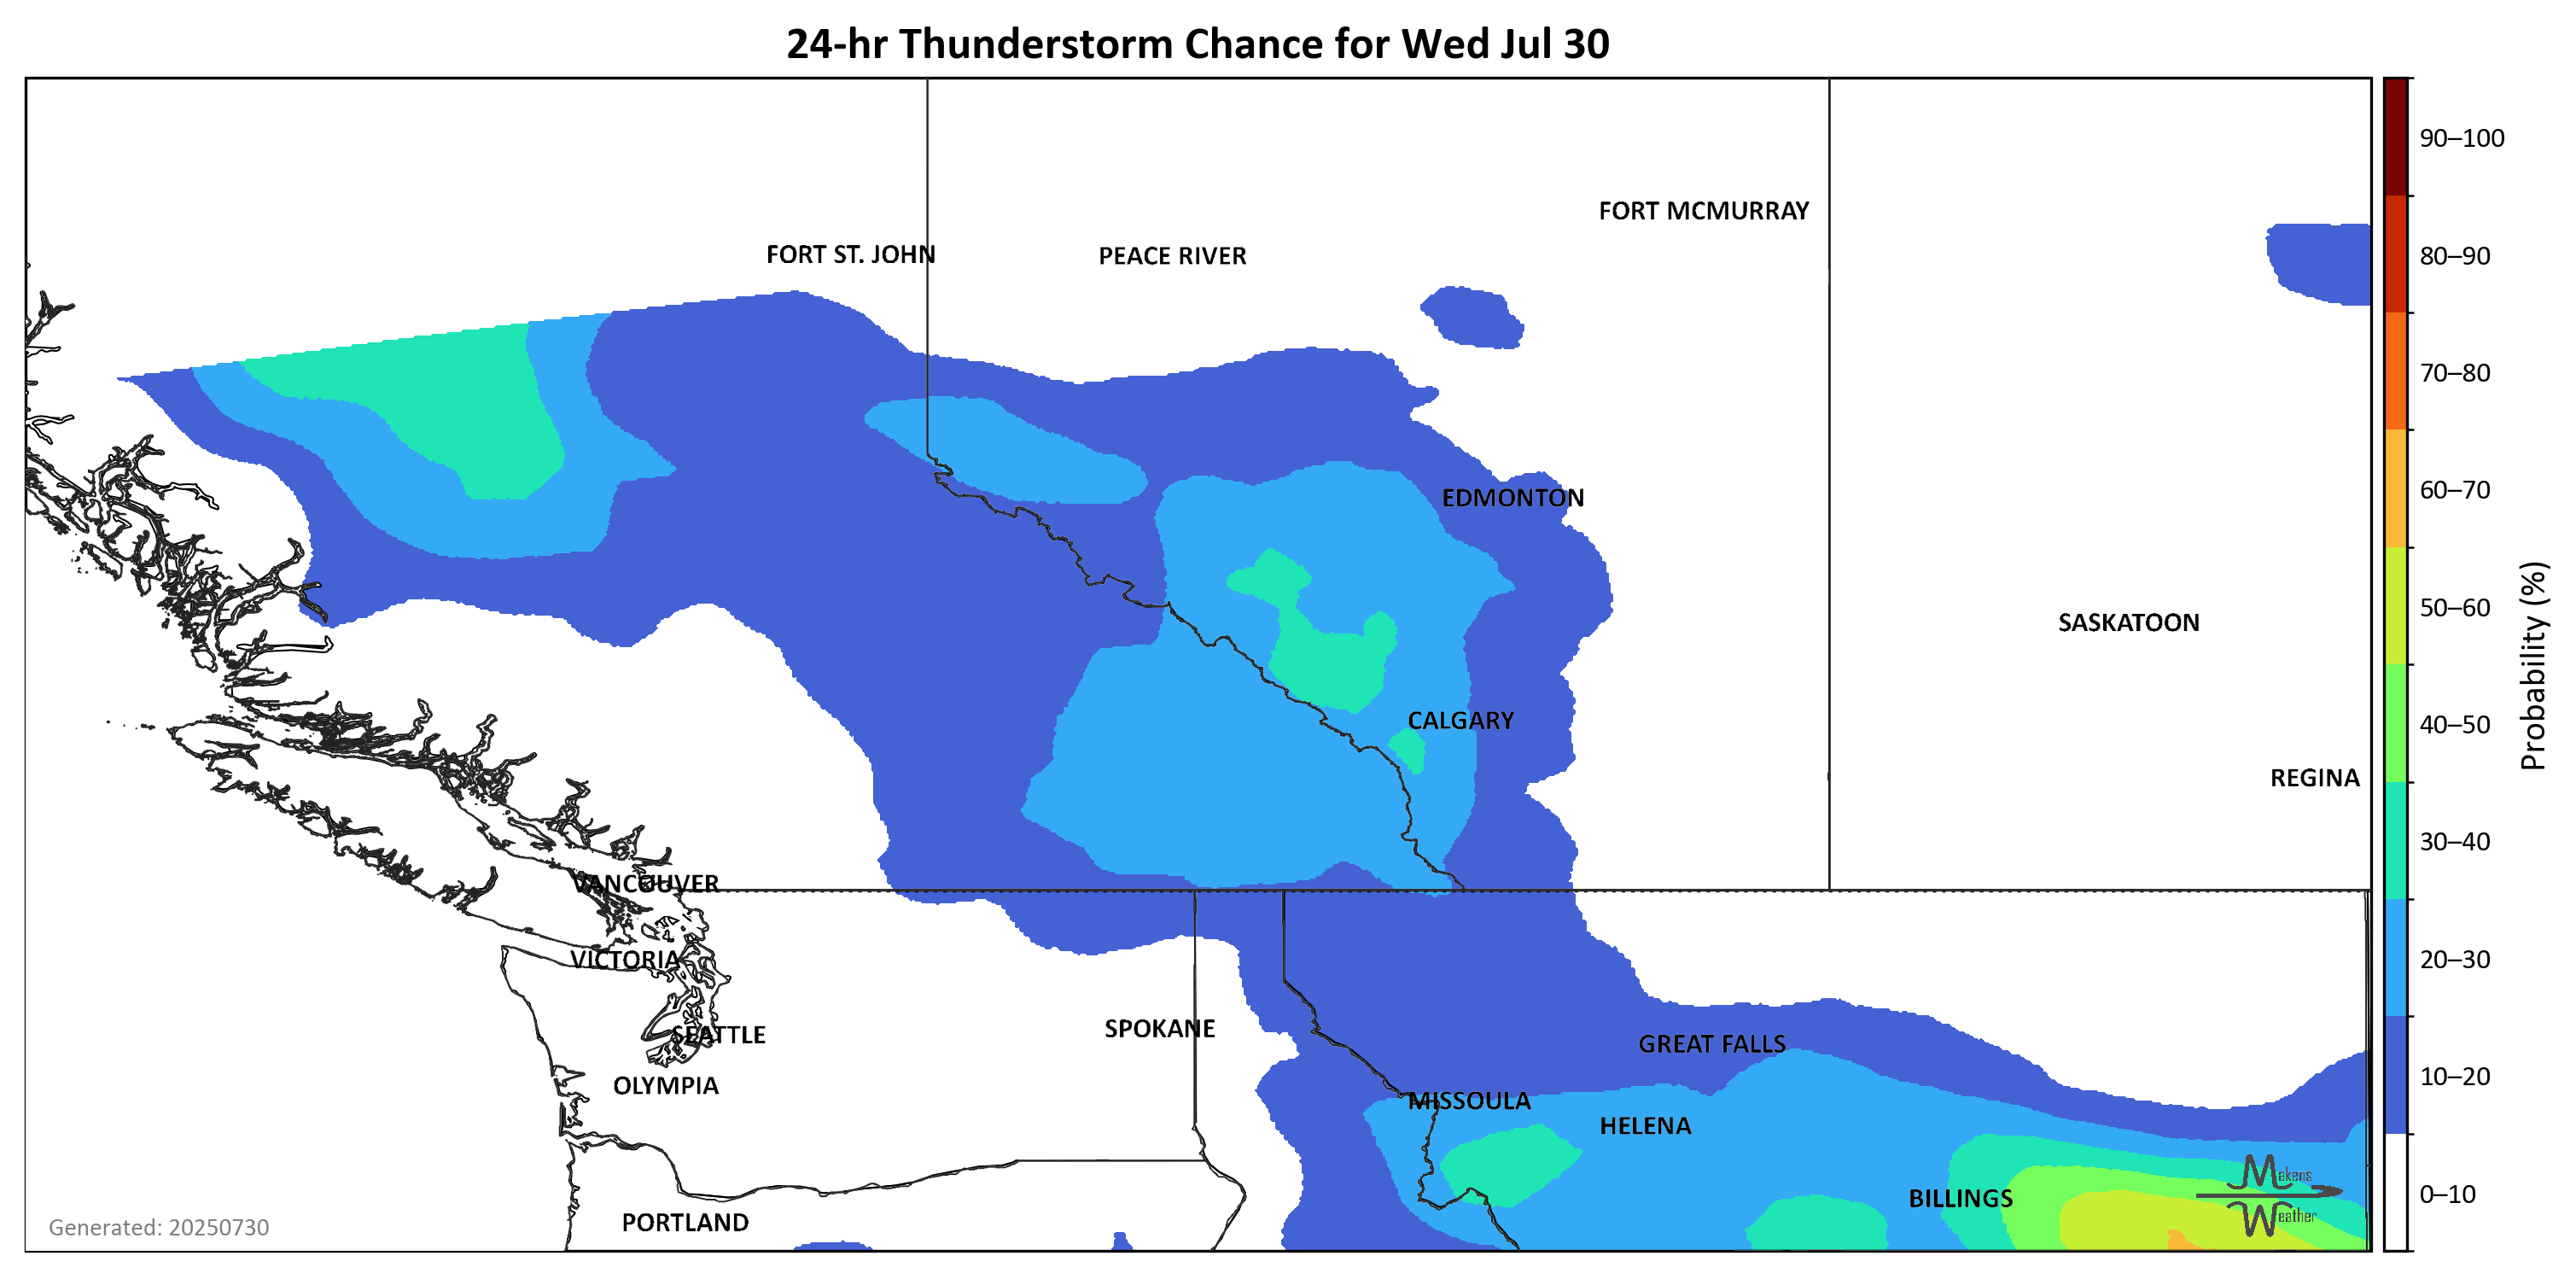 24-hr Thunderstorm Chance for Wed Jul 30
90–100
FORT MCMURRAY
FORT ST. JOHN
PEACE RIVER
80–90
70–80
60–70
EDMONTON
50–60
SASKATOON
Probability (%)
CALGARY
40–50
REGINA
30–40
VANCOUVER
VICTORIA
20–30
SPOKANE
SEATTLE
GREAT FALLS
OLYMPIA
10–20
MISSOULA
HELENA
Makens
Weather
BILLINGS
0–10
PORTLAND
Generated: 20250730